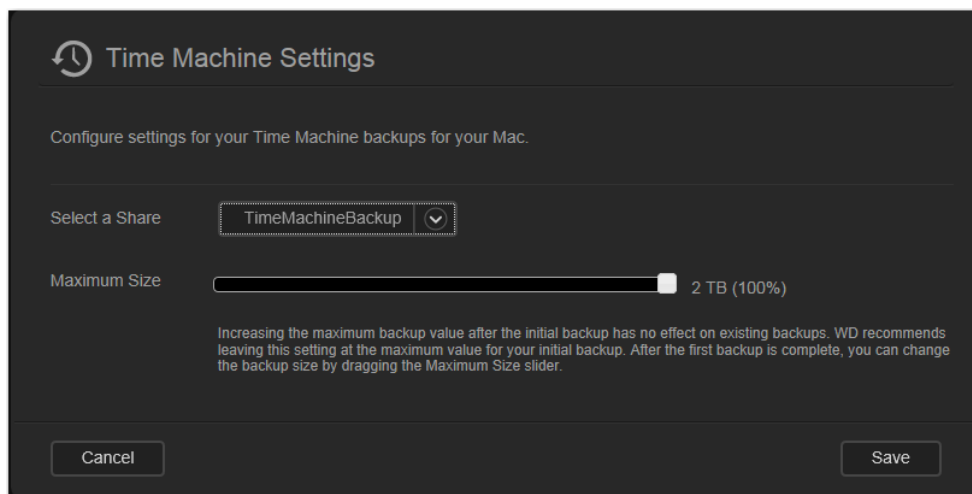 Time Machine Settings
Configure settings for your Time Machine backups for your Mac.
Select a Share
TimeMachineBackup
Maximum Size
2 TB (100%)
Increasing the maximum backup value after the initial backup has no effect on existing backups. WD recommends
leaving this setting at the maximum value for your initial backup. After the first backup is complete, you can change
the backup size by dragging the Maximum Size slider.
Cancel
Save